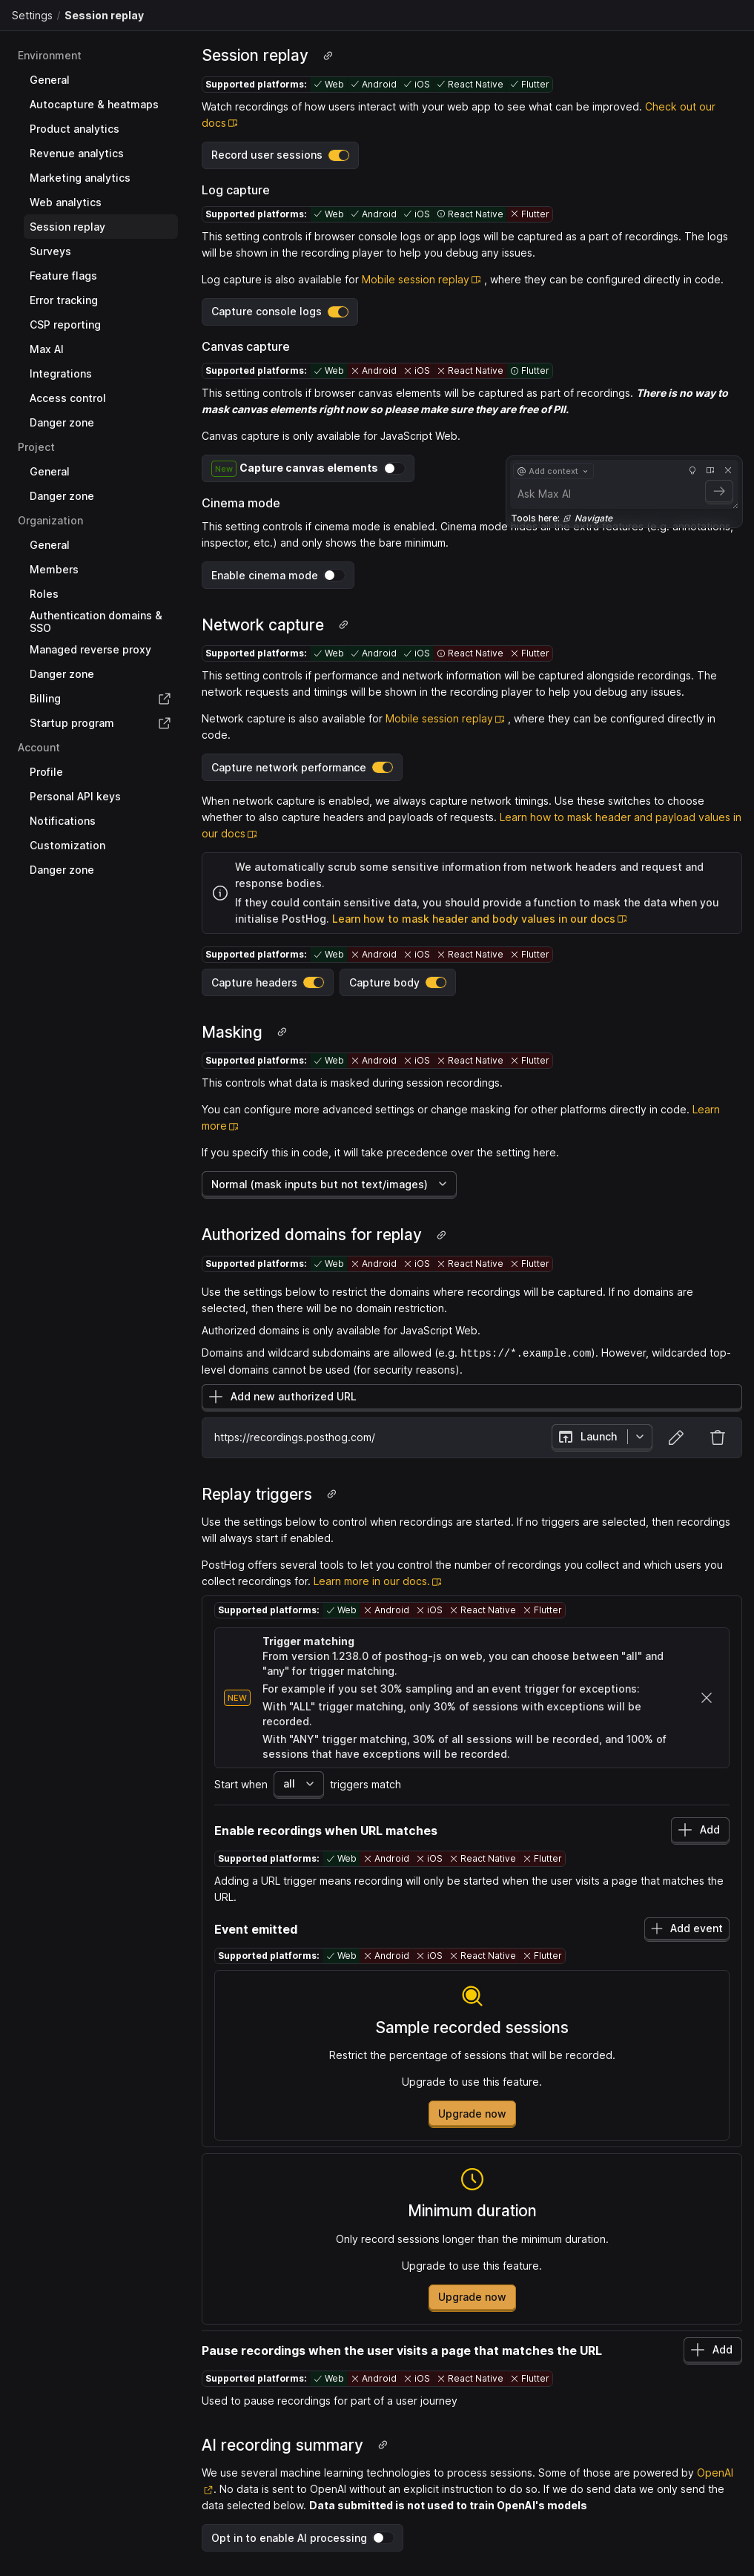 Settings / Session replay
Environment
General
Autocapture & heatmaps
Product analytics
Revenue analytics
Marketing analytics
Web analytics
Session replay
Surveys
Feature flags
Error tracking
CSP reporting
Max AI
Integrations
Access control
Danger zone
Project
General
Danger zone
Organization
General
Members
Roles
Authentication domains &
SSO
Managed reverse proxy
Danger zone
Billing
Startup program
Account
Profile
Personal API keys
Notifications
Customization
Danger zone
Session replay
Supported platforms: Web Android iOS React Native Flutter
Watch recordings of how users interact with your web app to see what can be improved. Check out our
docs
Record user sessions
Log capture
Supported platforms: Web Android iOS React Native Flutter
This setting controls if browser console logs or app logs will be captured as a part of recordings. The logs
will be shown in the recording player to help you debug any issues.
Log capture is also available for Mobile session replay , where they can be configured directly in code.
Capture console logs
Canvas capture
Supported platforms: Web Android iOS React Native Flutter
This setting controls if browser canvas elements will be captured as part of recordings. There is no way to
mask canvas elements right now so please make sure they are free of PII.
Canvas capture is only available for JavaScript Web.
New Capture canvas elements
@ Add context
Ask Max AI
Tools here: Navigate
Cinema mode
This setting controls if cinema mode is enabled. Cinema mode hides all the extra features (e.g. annotations,
inspector, etc.) and only shows the bare minimum.
Enable cinema mode
Network capture
Supported platforms: Web Android iOS React Native Flutter
This setting controls if performance and network information will be captured alongside recordings. The
network requests and timings will be shown in the recording player to help you debug any issues.
Network capture is also available for Mobile session replay , where they can be configured directly in
code.
Capture network performance
When network capture is enabled, we always capture network timings. Use these switches to choose
whether to also capture headers and payloads of requests. Learn how to mask header and payload values in
our docs
We automatically scrub some sensitive information from network headers and request and
response bodies.
If they could contain sensitive data, you should provide a function to mask the data when you
initialise PostHog. Learn how to mask header and body values in our docs
Supported platforms: Web Android iOS React Native Flutter
Capture headers Capture body
Masking
Supported platforms: Web Android iOS React Native Flutter
This controls what data is masked during session recordings.
You can configure more advanced settings or change masking for other platforms directly in code. Learn
more
If you specify this in code, it will take precedence over the setting here.
Normal (mask inputs but not text/images)
Authorized domains for replay
Supported platforms: Web Android iOS React Native Flutter
Use the settings below to restrict the domains where recordings will be captured. If no domains are
selected, then there will be no domain restriction.
Authorized domains is only available for JavaScript Web.
Domains and wildcard subdomains are allowed (e.g. https://*.example.com). However, wildcarded top-
level domains cannot be used (for security reasons).
Add new authorized URL
https://recordings.posthog.com/ Launch
Replay triggers
Use the settings below to control when recordings are started. If no triggers are selected, then recordings
will always start if enabled.
PostHog offers several tools to let you control the number of recordings you collect and which users you
collect recordings for. Learn more in our docs.
Supported platforms: Web Android iOS React Native Flutter
NEW
Trigger matching
From version 1.238.0 of posthog-js on web, you can choose between "all" and
"any" for trigger matching.
For example if you set 30% sampling and an event trigger for exceptions:
With "ALL" trigger matching, only 30% of sessions with exceptions will be
recorded.
With "ANY" trigger matching, 30% of all sessions will be recorded, and 100% of
sessions that have exceptions will be recorded.
Start when all triggers match
Enable recordings when URL matches Add
Supported platforms: Web Android iOS React Native Flutter
Adding a URL trigger means recording will only be started when the user visits a page that matches the
URL.
Event emitted Add event
Supported platforms: Web Android iOS React Native Flutter
Sample recorded sessions
Restrict the percentage of sessions that will be recorded.
Upgrade to use this feature.
Upgrade now
Minimum duration
Only record sessions longer than the minimum duration.
Upgrade to use this feature.
Upgrade now
Pause recordings when the user visits a page that matches the URL Add
Supported platforms: Web Android iOS React Native Flutter
Used to pause recordings for part of a user journey
AI recording summary
We use several machine learning technologies to process sessions. Some of those are powered by OpenAI
. No data is sent to OpenAI without an explicit instruction to do so. If we do send data we only send the
data selected below. Data submitted is not used to train OpenAI's models
Opt in to enable AI processing